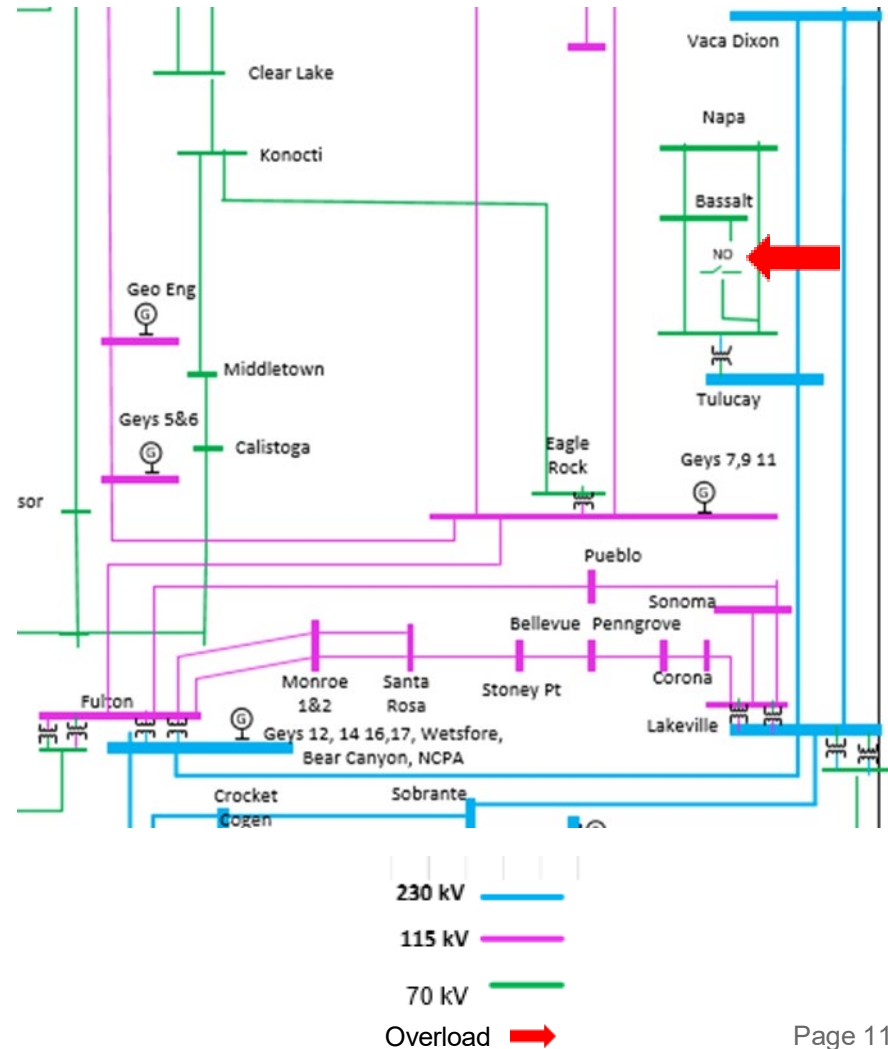 Vaca Dixon
Clear Lake
Napa
Konocti
Bassalt
NO
Geo Eng
G
Middletown
Tulucay
Geys 5&6
G
Calistoga
Eagle
Rock
Geys 7,9 11
G
sor
Pueblo
Sonoma
Bellevue Penngrove
Monroe
1&2
Santa
Rosa
Stoney Pt
Corona
Fulton
G
Lakeville
Geys 12, 14 16,17, Wetsfore,
Bear Canyon, NCPA
Crocket
Cogen
Sobrante
230 kV
115 kV
70 kV
Overload
Page 11